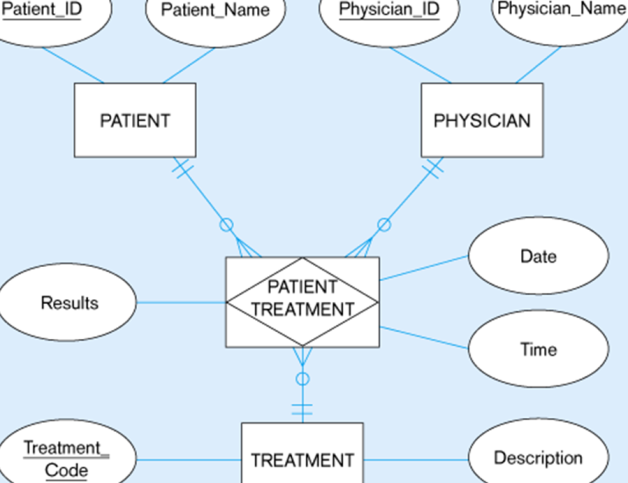 Patient_ID
Patient_Name
Physician_ID
Physician_Name
PATIENT
PHYSICIAN
PATIENT
TREATMENT
Date
Results
Time
Treatment_
Code
TREATMENT
Description